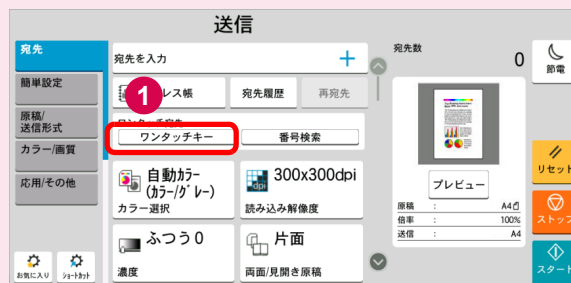 送信
宛先
簡単設定
原稿/
送信形式
カラー/画質
応用/その他
お気に入り
ショートカット
宛先を入力
1
レス帳
宛先履歴
再宛先
ワンタッチキー
番号検索
自動カラー
(カラー/グレー)
カラー選択
300x300dpi
dpi
読み込み解像度
ふつう0
濃度
片面
両面/見開き原稿
宛先数
0
プレビュー
原稿 : A4
倍率 : 100%
送信 : A4
節電
リセット
ストップ
スタート